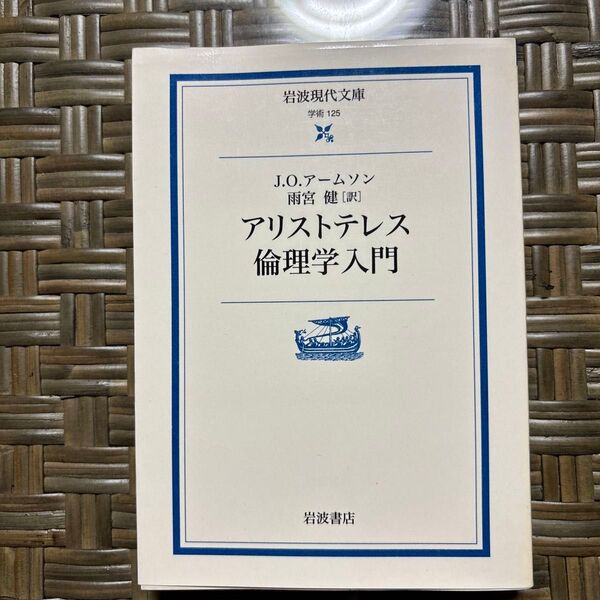 岩波現代文庫
学術 125
J.O.アームソン
雨宮 健[訳]
アリストテレス
倫理学入門
岩波書店